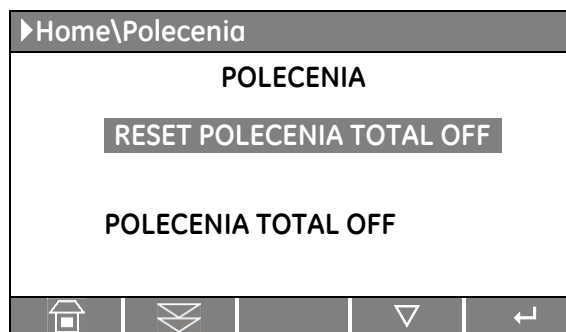 Home\Polecenia
POLECENIA
RESET POLECENIA TOTAL OFF
POLECENIA TOTAL OFF